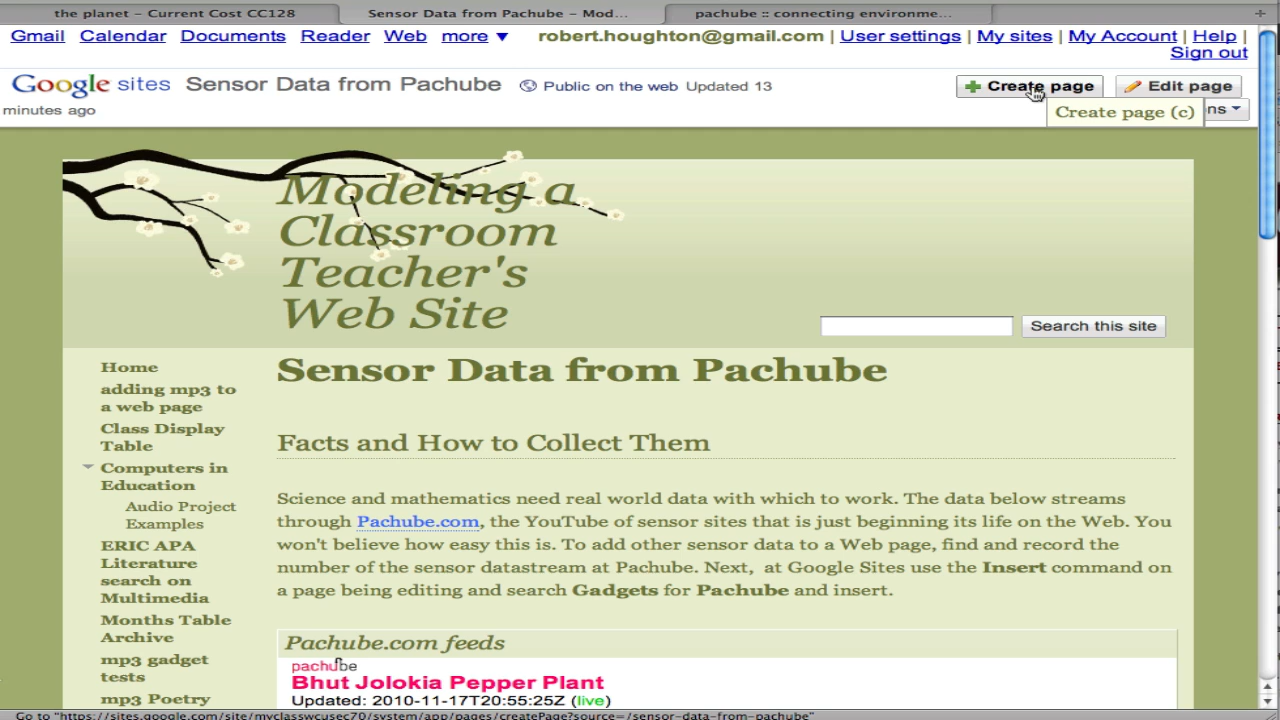 the planet – Current Cost CC128
Sensor Data from Pachube – Mod...
pachube :: connecting environme...
Gmail Calendar Documents Reader Web more ▼ robert.houghton@gmail.com | User settings | My sites | My Account | Help |
Sign out
Google sites Sensor Data from Pachube Public on the web Updated 13
minutes ago
Create page
Edit page
Create page (c)
ns
Modeling a
Classroom
Teacher's
Web Site
Search this site
Home
adding mp3 to
a web page
Class Display
Table
Computers in
Education
Audio Project
Examples
ERIC APA
Literature
search on
Multimedia
Months Table
Archive
mp3 gadget
tests
mp3 Poetry
Sensor Data from Pachube
Facts and How to Collect Them
Science and mathematics need real world data with which to work. The data below streams
through Pachube.com, the YouTube of sensor sites that is just beginning its life on the Web. You
won't believe how easy this is. To add other sensor data to a Web page, find and record the
number of the sensor datastream at Pachube. Next, at Google Sites use the Insert command on
a page being editing and search Gadgets for Pachube and insert.
Pachube.com feeds
pachube
Bhut Jolokia Pepper Plant
Updated: 2010-11-17T20:55:25Z (live)
Go to "https://sites.google.com/site/myclasswcusec70/system/app/pages/createPage?source=/sensor-data-from-pachube"